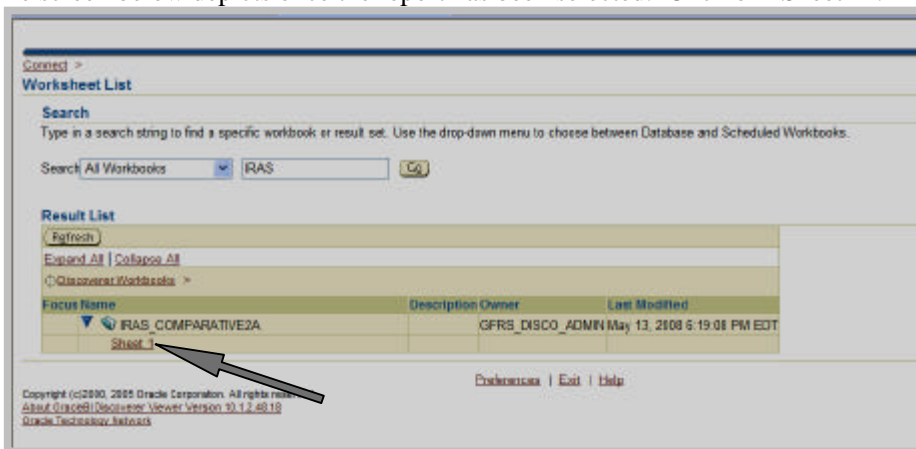 Connect >
Worksheet List
Search
Type in a search string to find a specific workbook or result set. Use the drop-down menu to choose between Database and Scheduled Workbooks.
Search All Workbooks IRAS Go
Result List
Refresh
Expand All | Collapse All
Discoverer Workbooks >
Focus Name Description Owner Last Modified
IRAS_COMPARATIVE2A GFRS_DISCO_ADMIN May 13, 2008 6:19:08 PM EDT
Sheet 1
Preferences | Exit | Help
Copyright (c)2000, 2005 Oracle Corporation. All rights
About OracleBI Discoverer Viewer Version 10.1.2.48.18
Oracle Technology Network